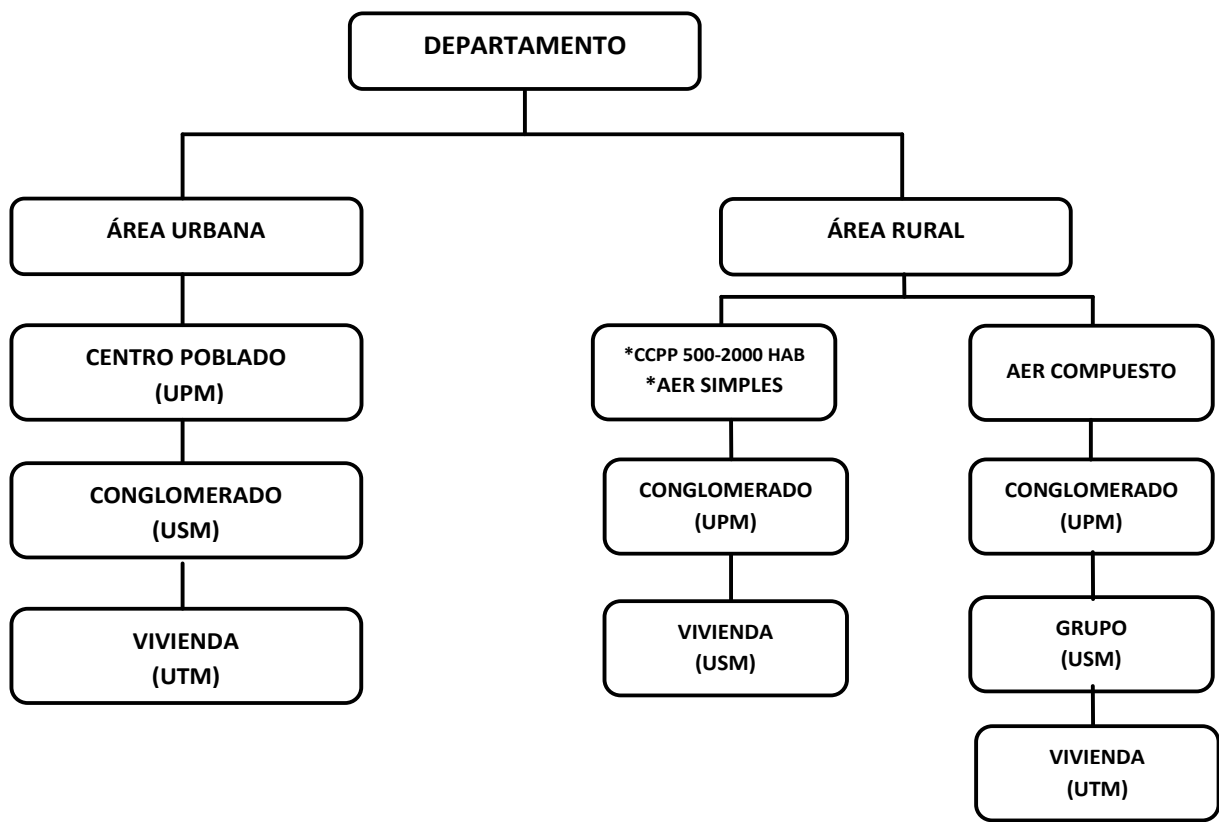 DEPARTAMENTO
ÁREA URBANA
CENTRO POBLADO
(UPM)
CONGLOMERADO
(USM)
VIVIENDA
(UTM)
ÁREA RURAL
*CCPP 500-2000 HAB
*AER SIMPLES
CONGLOMERADO
(UPM)
VIVIENDA
(USM)
AER COMPUESTO
CONGLOMERADO
(UPM)
GRUPO
(USM)
VIVIENDA
(UTM)